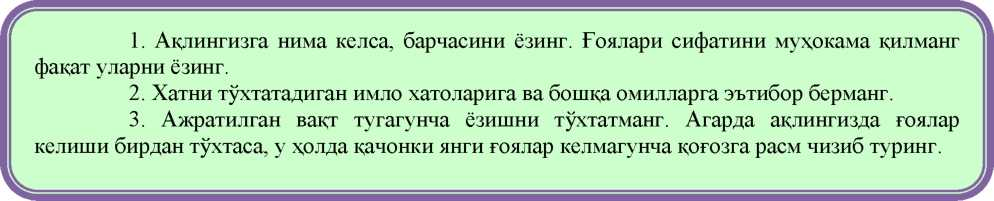 1. Ақлингизга нима келса, барчасини ёзинг. Ғоялари сифатини муҳокама қилманг
фақат уларни ёзинг.
2. Хатни тўхтатадиган имло хатоларига ва бошқа омилларга эътибор берманг.
3. Ажратилган вақт тугагунча ёзишни тўхтатманг. Агарда ақлингизда ғоялар
келиши бирдан тўхтаса, у ҳолда қачонки янги ғоялар келмагунча қоғозга расм чизиб туринг.